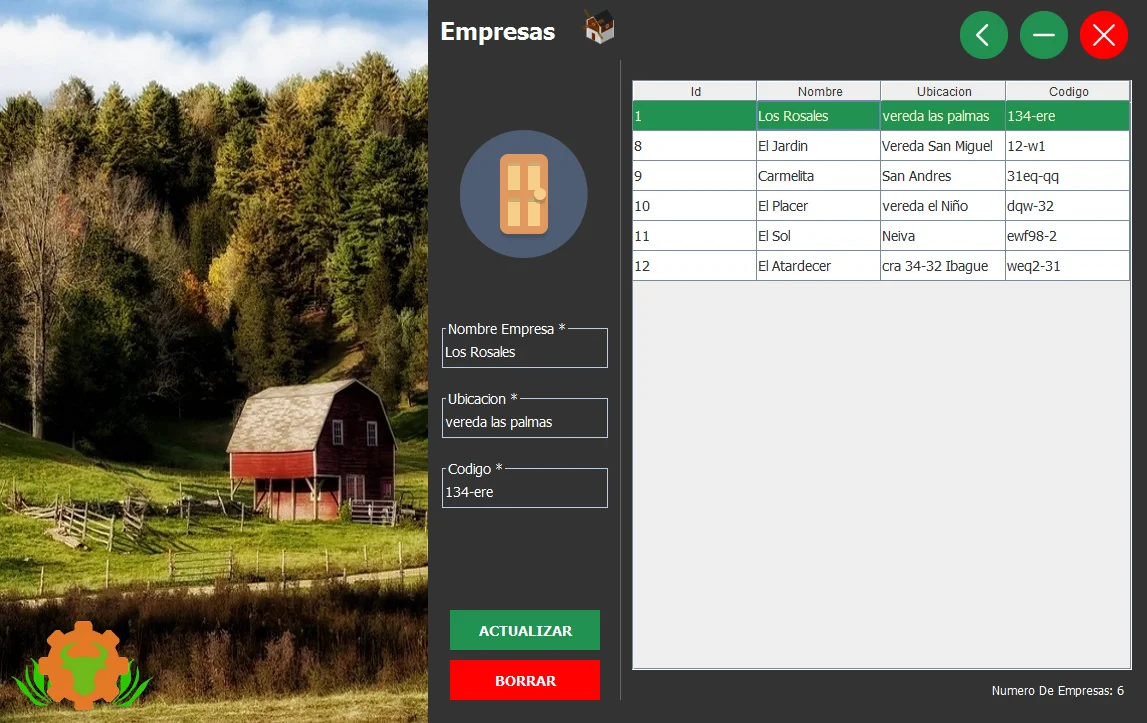 Empresas
Nombre Empresa *
Los Rosales
Ubicacion *
vereda las palmas
Codigo *
134-ere
ACTUALIZAR
BORRAR
Id Nombre Ubicacion Codigo
1 Los Rosales vereda las palmas 134-ere
8 El Jardin Vereda San Miguel 12-w1
9 Carmelita San Andres 31eq-qq
10 El Placer vereda el Niño dqw-32
11 El Sol Neiva ewf98-2
12 El Atardecer cra 34-32 Ibague weq2-31
Numero De Empresas: 6